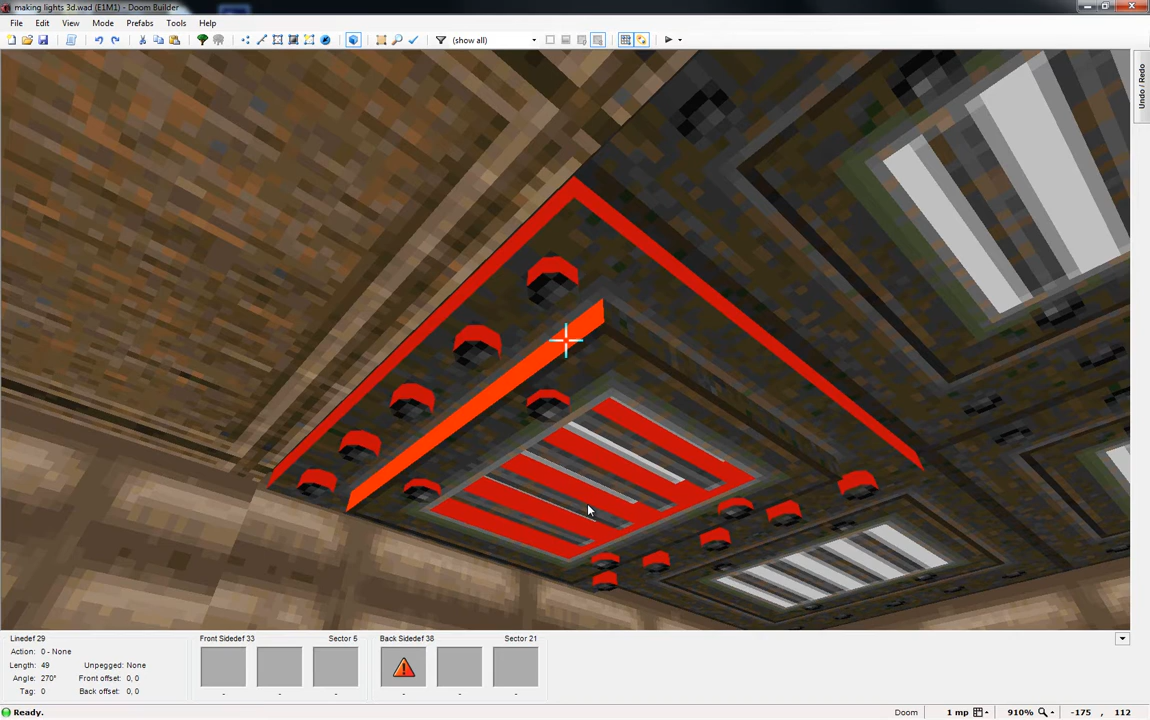 making lights 3d.wad (E1M1) - Doom Builder
File Edit View Mode Prefabs Tools Help
(show all)
Undo / Redo
Linedef 29
Action: 0 - None
Length: 49 Unpegged: None
Angle: 270° Front offset: 0, 0
Tag: 0 Back offset: 0, 0
Front Sidedef 33 Sector 5
- - -
Back Sidedef 38 Sector 21
- - -
Ready. Doom 1 mp 910% -175 , 112